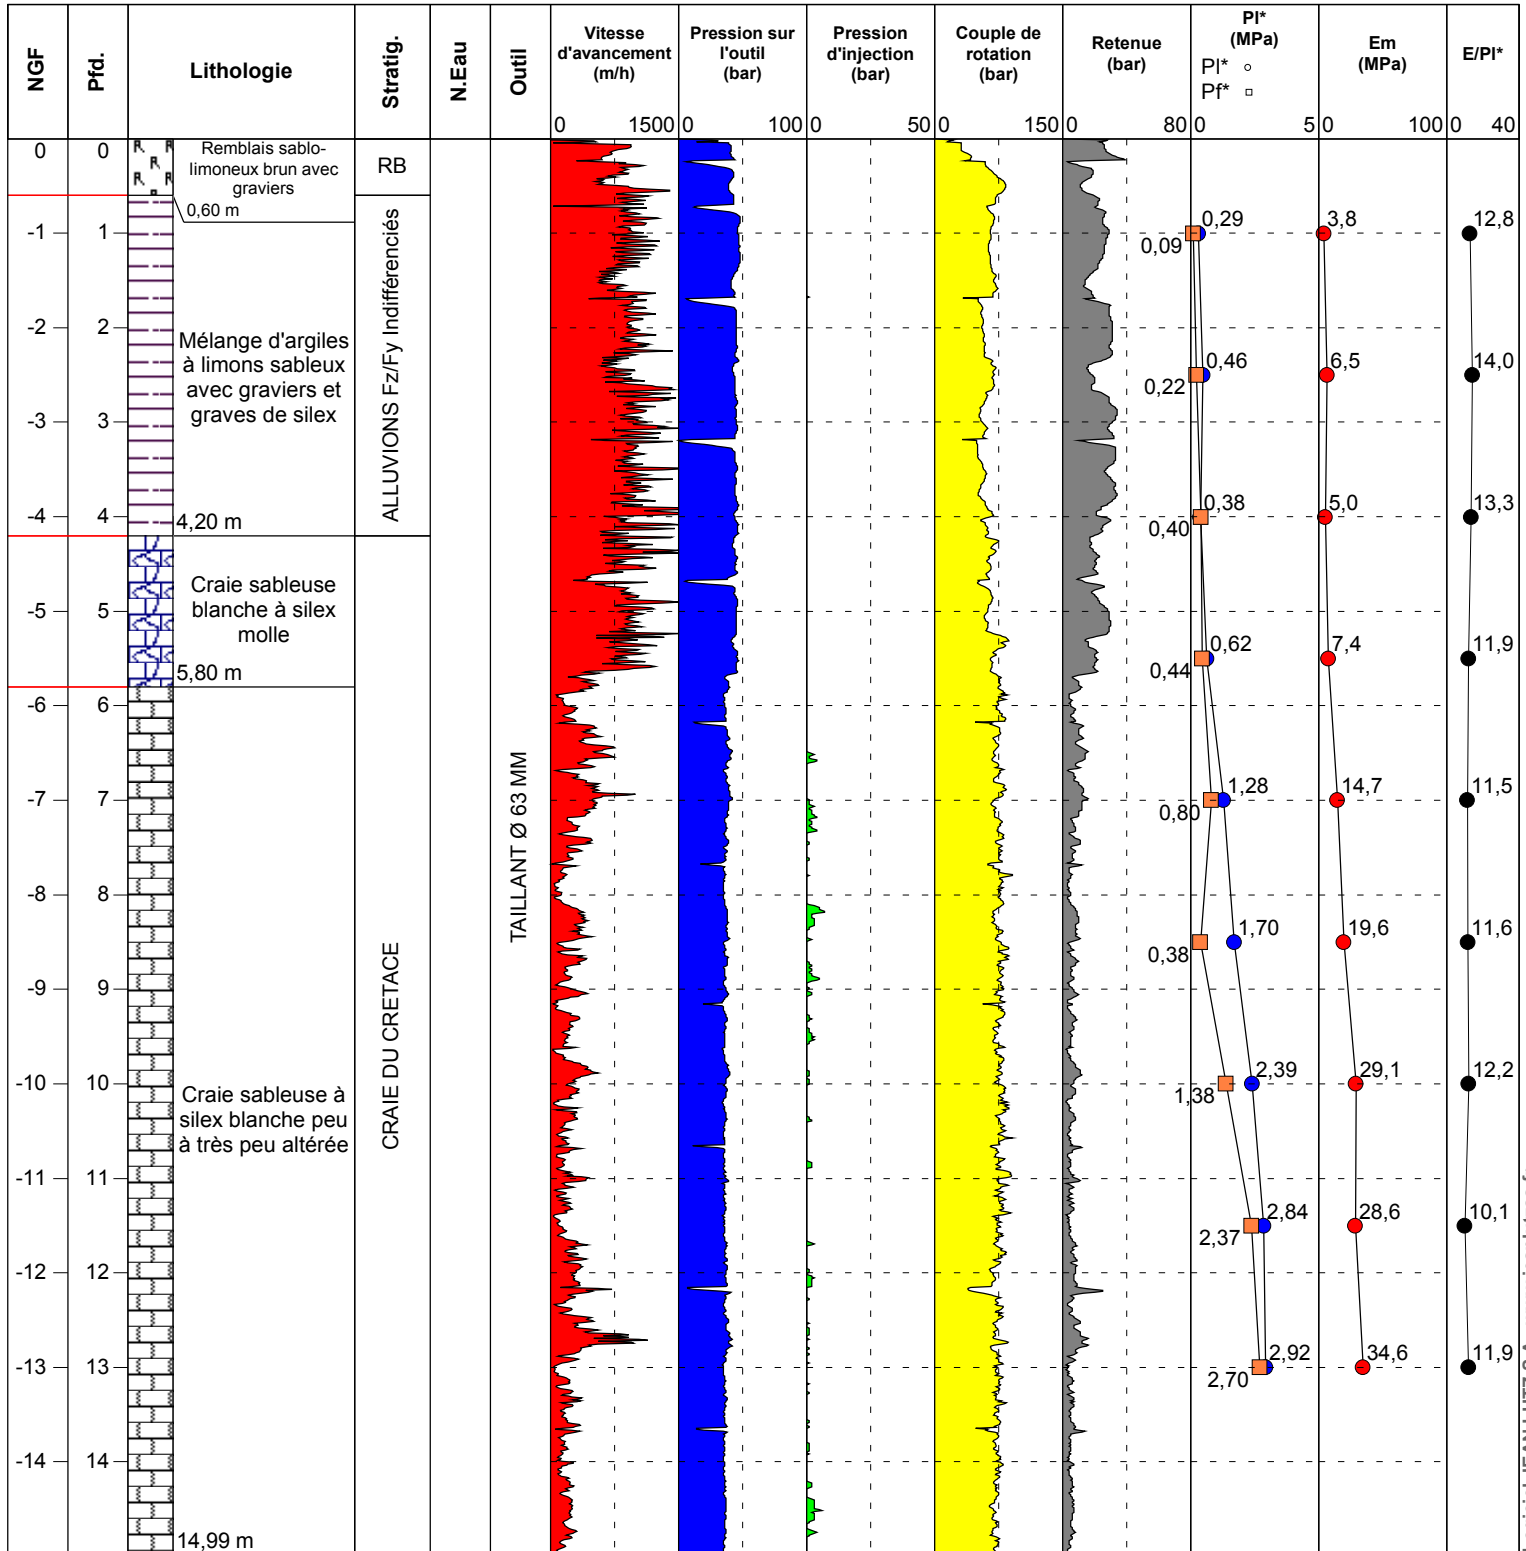 NGF
Pfd.
Lithologie
Stratig.
N.Eau
Outil
Vitesse
d'avancement
(m/h)
0 1500
Pression sur
l'outil
(bar)
0 100
Pression
d'injection
(bar)
0 50
Couple de
rotation
(bar)
0 150
Retenue
(bar)
0 80
Pl*
(MPa)
Pl*
Pf*
0 5
Em
(MPa)
0 100
E/Pl*
0 40
0 0
-1 1
-2 2
-3 3
-4 4
-5 5
-6 6
-7 7
-8 8
-9 9
-10 10
-11 11
-12 12
-13 13
-14 14
Remblais sablo-
limoneux brun avec
graviers
0,60 m
Mélange d'argiles
à limons sableux
avec graviers et
graves de silex
4,20 m
Craie sableuse
blanche à silex
molle
5,80 m
Craie sableuse à
silex blanche peu
à très peu altérée
14,99 m
RB
ALLUVIONS Fz/Fy Indifférenciés
CRAIE DU CRETACE
TAILLANT Ø 63 MM
0,09 0,29 3,8 12,8
0,22 0,46 6,5 14,0
0,40 0,38 5,0 13,3
0,44 0,62 7,4 11,9
0,80 1,28 14,7 11,5
0,38 1,70 19,6 11,6
1,38 2,39 29,1 12,2
2,37 2,84 28,6 10,1
2,70 2,92 34,6 11,9